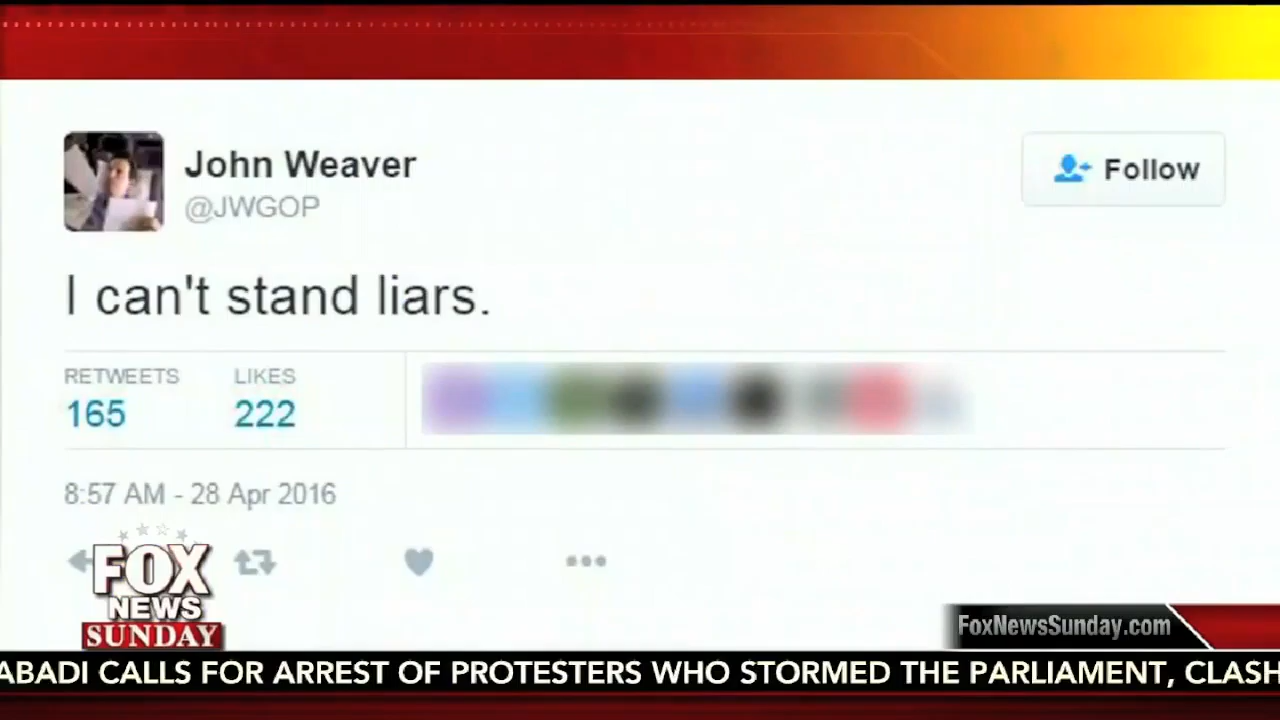 John Weaver
@JWGOP
Follow
I can't stand liars.
RETWEETS
LIKES
165
222
8:57 AM - 28 Apr 2016
FOX
NEWS
SUNDAY
FoxNewsSunday.com
ABADI CALLS FOR ARREST OF PROTESTERS WHO STORMED THE PARLIAMENT, CLASH